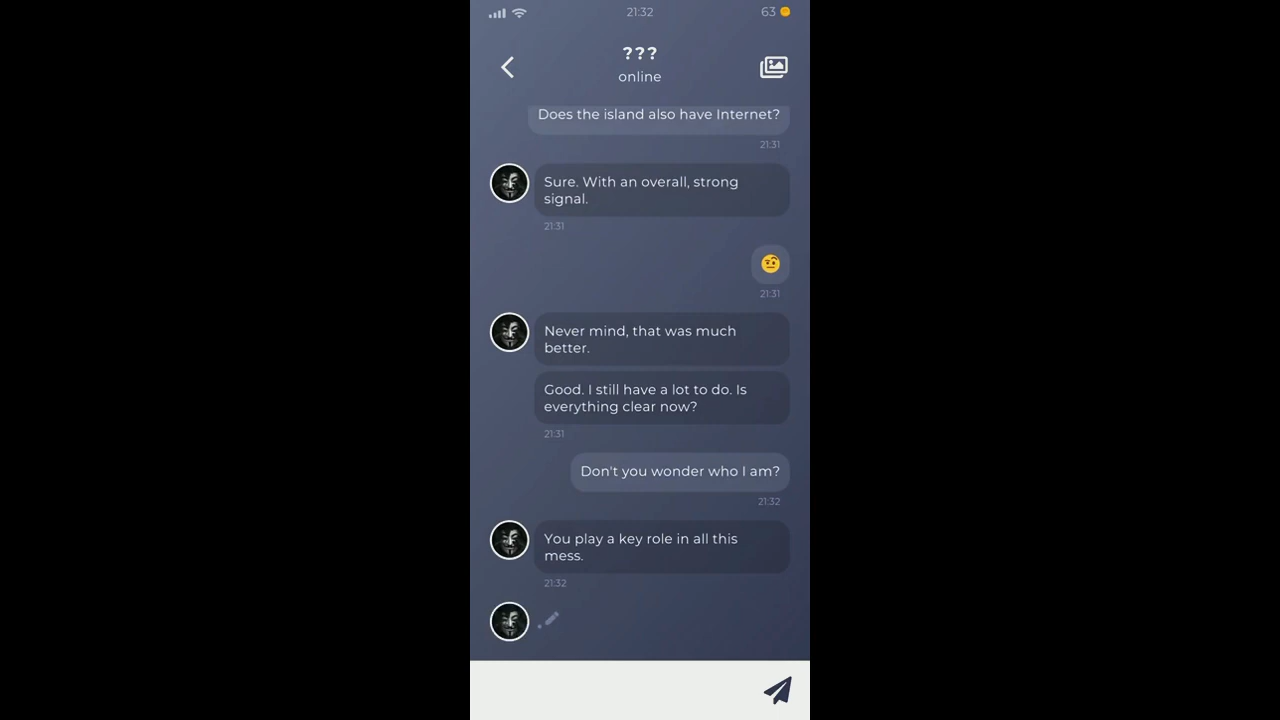 21:32
63
???
online
Does the island also have Internet?
21:31
Sure. With an overall, strong
signal.
21:31
21:31
Never mind, that was much
better.
Good. I still have a lot to do. Is
everything clear now?
21:31
Don't you wonder who I am?
21:32
You play a key role in all this
mess.
21:32